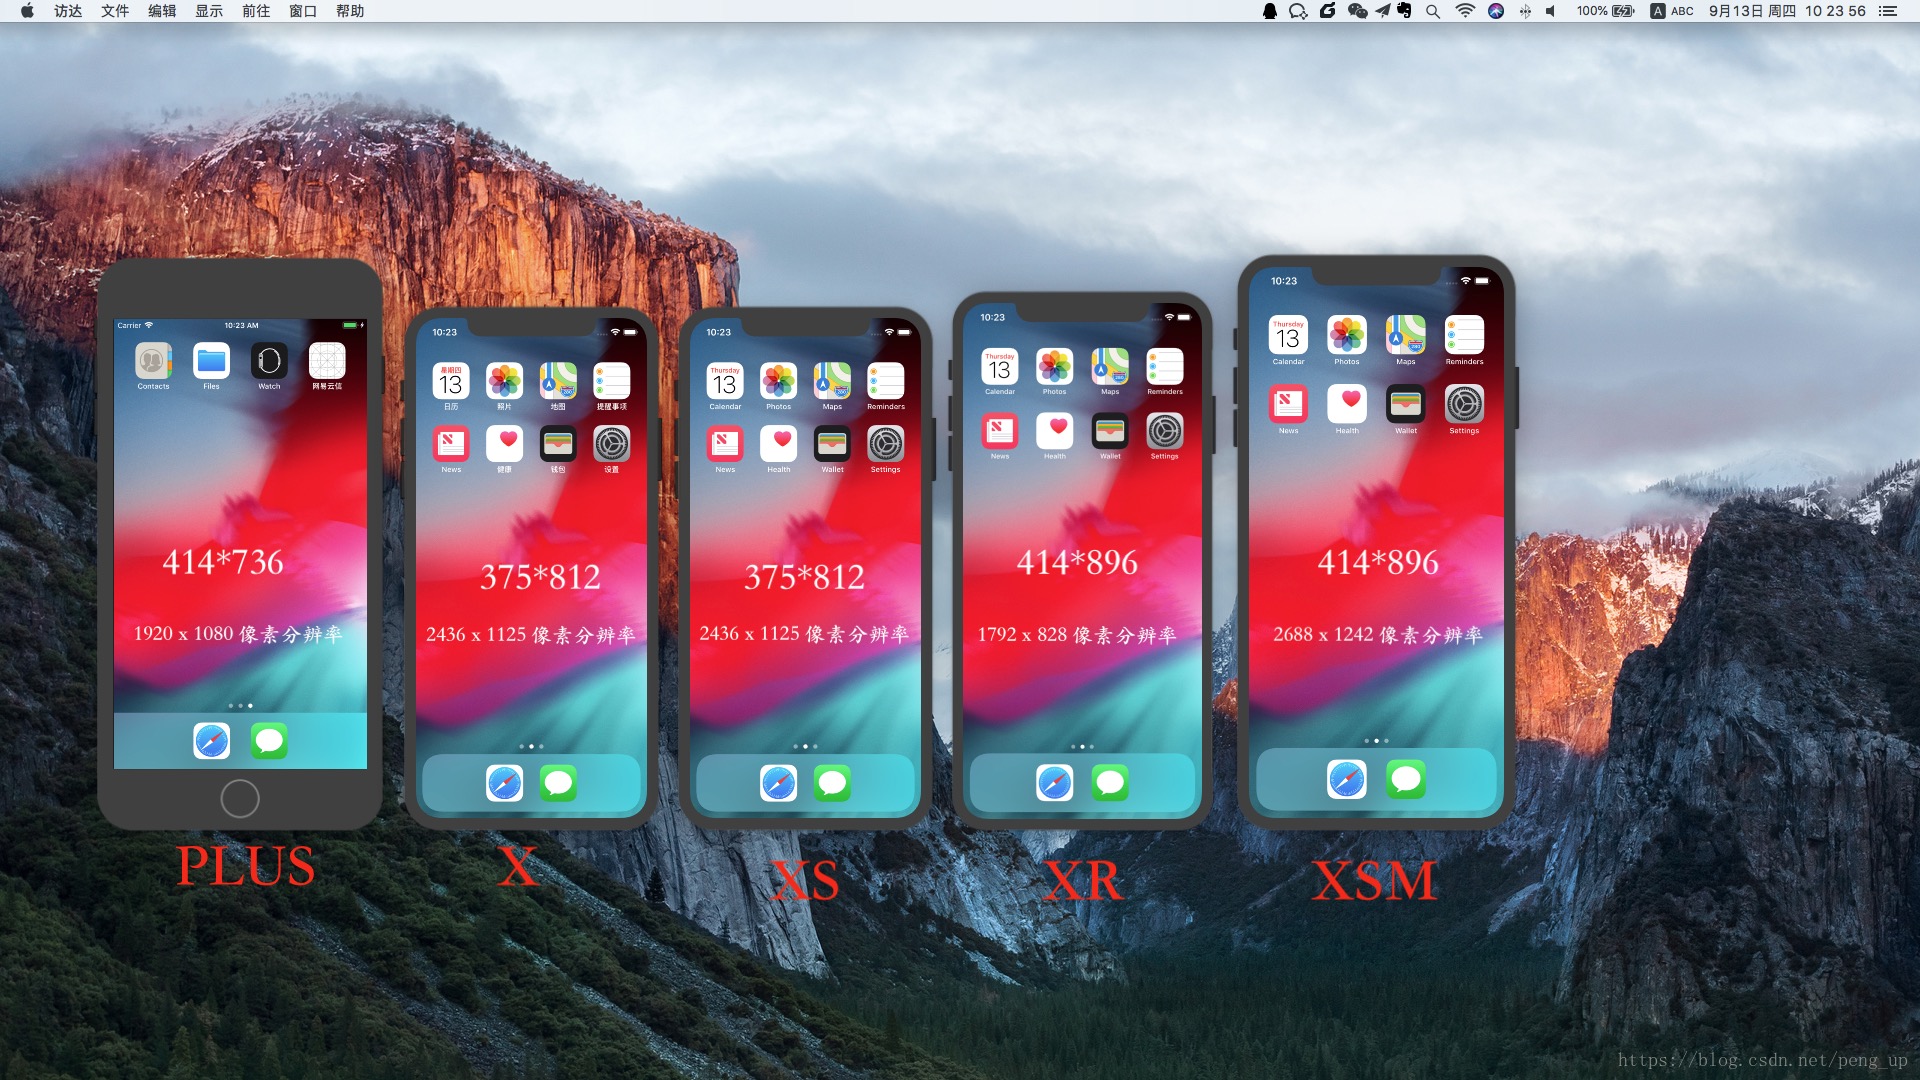 访达 文件 编辑 显示 前往 窗口 帮助 100% A ABC 9月13日 周四 10 23 56
Carrier 10:23 AM
Contacts Files Watch 网易云信
414*736
1920 x 1080 像素分辨率
PLUS
10:23
星期四
13
日历 照片 地图 提醒事项
News 健康 钱包 设置
375*812
2436 x 1125 像素分辨率
X
10:23
Thursday
13
Calendar Photos Maps Reminders
News Health Wallet Settings
375*812
2436 x 1125 像素分辨率
XS
10:23
Thursday
13
Calendar Photos Maps Reminders
News Health Wallet Settings
414*896
1792 x 828 像素分辨率
XR
10:23
Thursday
13
Calendar Photos Maps Reminders
News Health Wallet Settings
414*896
2688 x 1242 像素分辨率
XSM
https://blog.csdn.net/peng_up